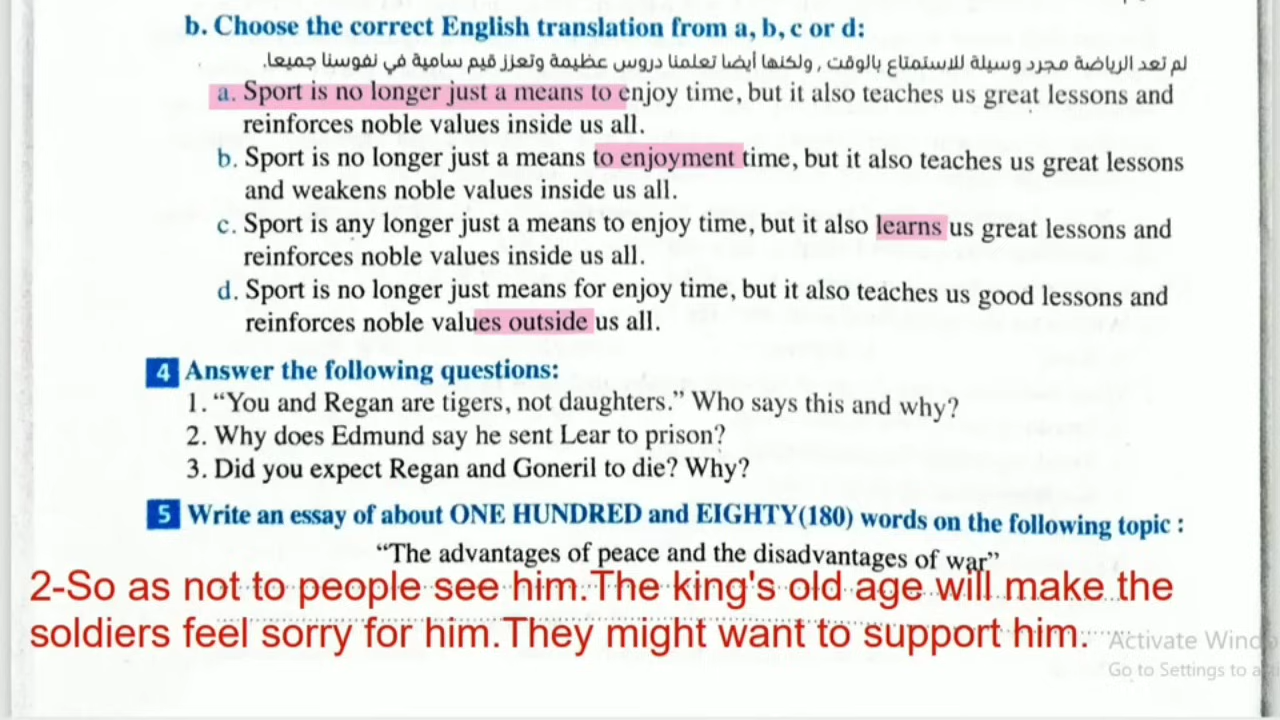 b. Choose the correct English translation from a, b, c or d:
لم تعد الرياضة مجرد وسيلة للاستمتاع بالوقت , ولكنها أيضا تعلمنا دروس عظيمة وتعزز قيم سامية في نفوسنا جميعا.
a. Sport is no longer just a means to enjoy time, but it also teaches us great lessons and
reinforces noble values inside us all.
b. Sport is no longer just a means to enjoyment time, but it also teaches us great lessons
and weakens noble values inside us all.
c. Sport is any longer just a means to enjoy time, but it also learns us great lessons and
reinforces noble values inside us all.
d. Sport is no longer just means for enjoy time, but it also teaches us good lessons and
reinforces noble values outside us all.
4 Answer the following questions:
1. “You and Regan are tigers, not daughters.” Who says this and why?
2. Why does Edmund say he sent Lear to prison?
3. Did you expect Regan and Goneril to die? Why?
5 Write an essay of about ONE HUNDRED and EIGHTY(180) words on the following topic :
“The advantages of peace and the disadvantages of war”
2-So as not to people see him.The king's old age will make the
soldiers feel sorry for him.They might want to support him.
Activate
Go to Settings to